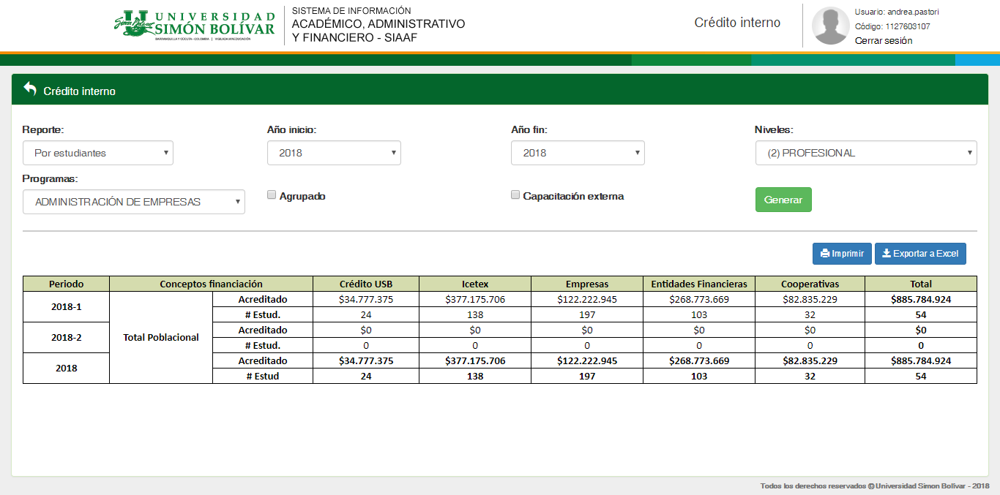 UNIVERSIDAD
SIMÓN BOLÍVAR
BARRANQUILLA Y CÚCUTA - COLOMBIA | VIGILADA MINEDUCACIÓN
SISTEMA DE INFORMACIÓN
ACADÉMICO, ADMINISTRATIVO
Y FINANCIERO - SIAAF
Crédito interno
Usuario: andrea.pastori
Código: 1127603107
Cerrar sesión
Crédito interno
Reporte: Año inicio: Año fin: Niveles:
Por estudiantes 2018 2018 (2) PROFESIONAL
Programas:
ADMINISTRACIÓN DE EMPRESAS Agrupado Capacitación externa Generar
Imprimir Exportar a Excel
Periodo Conceptos financiación Crédito USB Icetex Empresas Entidades Financieras Cooperativas Total
2018-1 Total Poblacional Acreditado $34.777.375 $377.175.706 $122.222.945 $268.773.669 $82.835.229 $885.784.924
# Estud. 24 138 197 103 32 54
2018-2 Acreditado $0 $0 $0 $0 $0 $0
# Estud. 0 0 0 0 0 0
2018 Acreditado $34.777.375 $377.175.706 $122.222.945 $268.773.669 $82.835.229 $885.784.924
# Estud 24 138 197 103 32 54
Todos los derechos reservados © Universidad Simon Bolívar - 2018